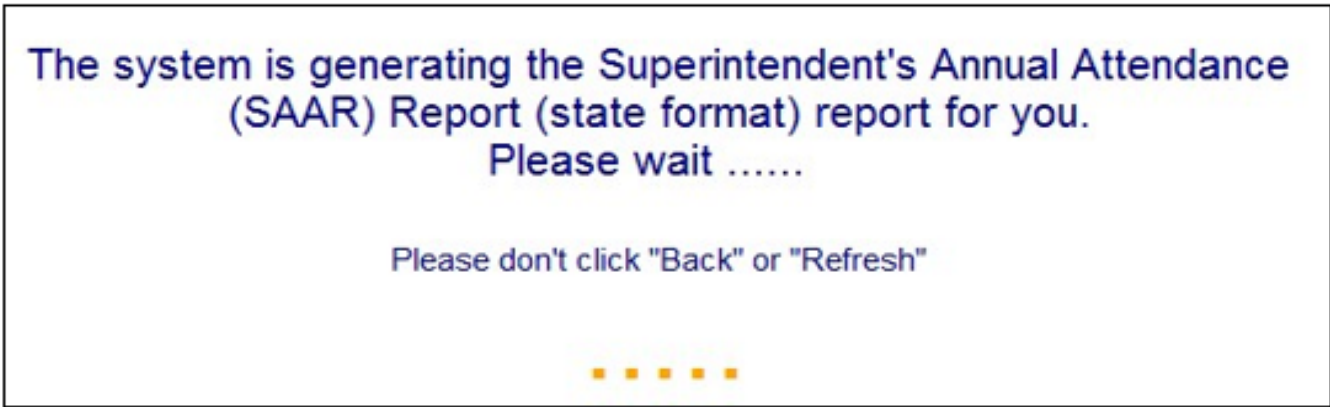 The system is generating the Superintendent's Annual Attendance
(SAAR) Report (state format) report for you.
Please wait ......
Please don't click "Back" or "Refresh"